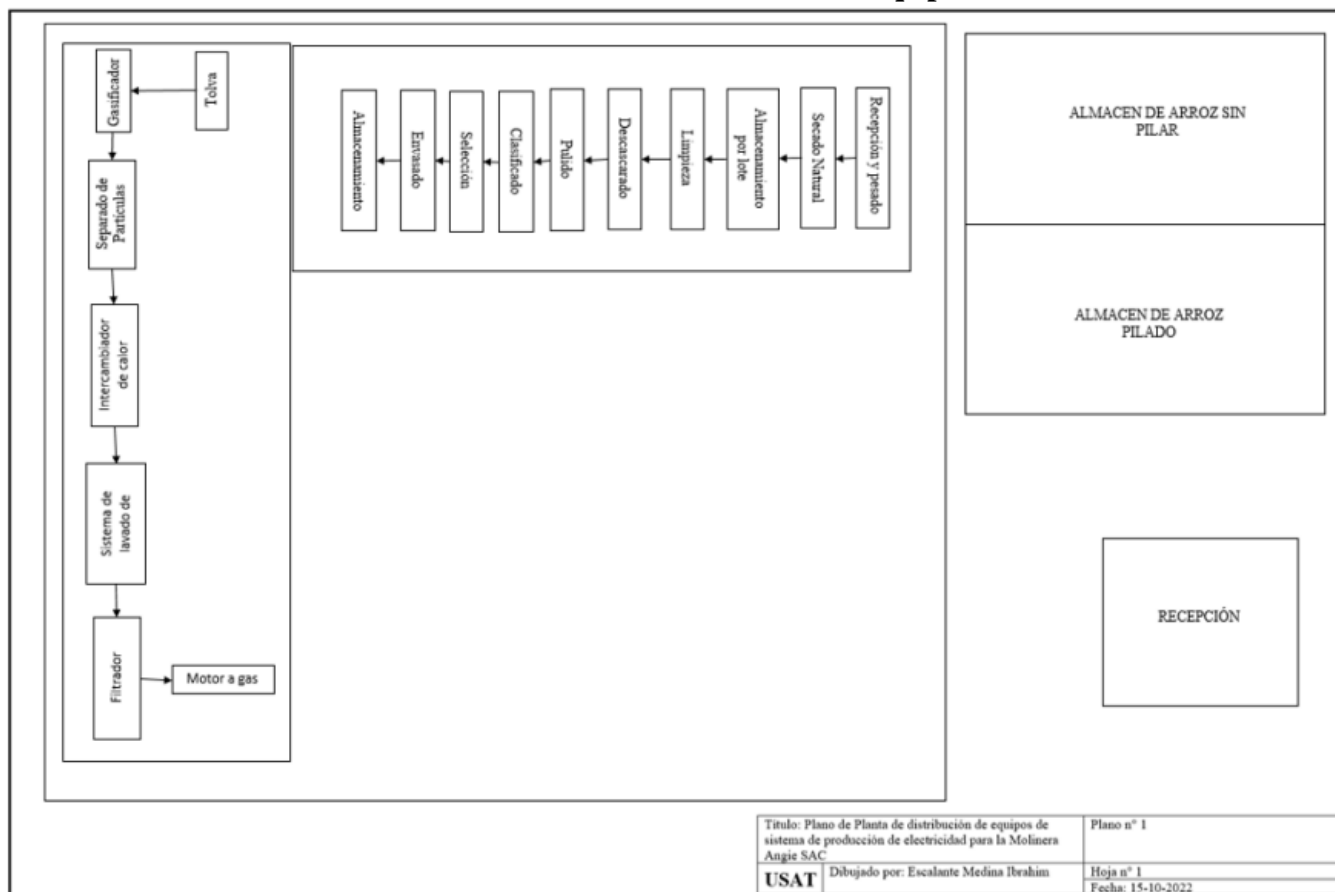 Gasificador
Tolva
Separado de
Partículas
Intercambiador
de calor
Sistema de
lavado de
Filtrador
Motor a gas
Recepción y pesado
Secado Natural
Almacenamiento
por lote
Limpieza
Descascarado
Pulido
Clasificado
Selección
Envasado
Almacenamiento
ALMACEN DE ARROZ SIN
PILAR
ALMACEN DE ARROZ
PILADO
RECEPCIÓN
Titulo: Plano de Planta de distribución de equipos de
sistema de producción de electricidad para la Molinera
Angie SAC
Plano n° 1
USAT
Dibujado por: Escalante Medina Ibrahim
Hoja n° 1
Fecha: 15-10-2022